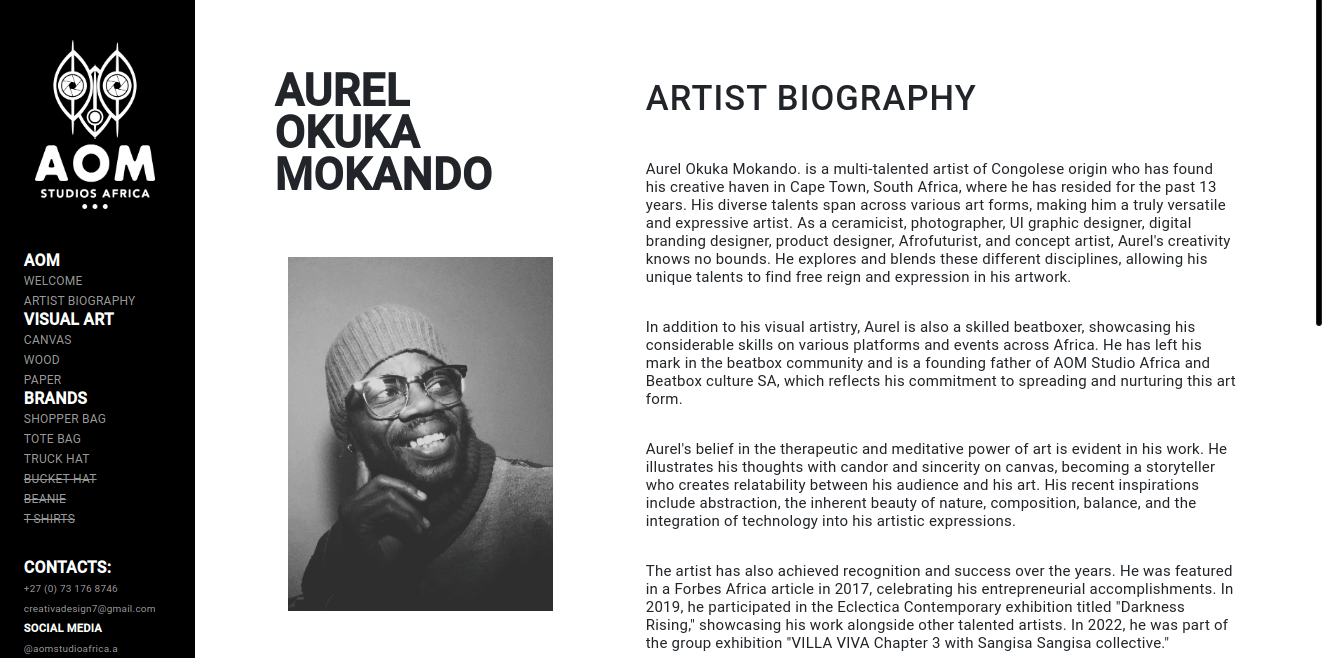 AOM
STUDIOS AFRICA
AOM
WELCOME
ARTIST BIOGRAPHY
VISUAL ART
CANVAS
WOOD
PAPER
BRANDS
SHOPPER BAG
TOTE BAG
TRUCK HAT
BUCKET HAT
BEANIE
T-SHIRTS
CONTACTS:
+27 (0) 73 176 8746
creativadesign7@gmail.com
SOCIAL MEDIA
@aomstudioafrica.a
AUREL
OKUKA
MOKANDO
ARTIST BIOGRAPHY
Aurel Okuka Mokando. is a multi-talented artist of Congolese origin who has found
his creative haven in Cape Town, South Africa, where he has resided for the past 13
years. His diverse talents span across various art forms, making him a truly versatile
and expressive artist. As a ceramicist, photographer, UI graphic designer, digital
branding designer, product designer, Afrofuturist, and concept artist, Aurel's creativity
knows no bounds. He explores and blends these different disciplines, allowing his
unique talents to find free reign and expression in his artwork.
In addition to his visual artistry, Aurel is also a skilled beatboxer, showcasing his
considerable skills on various platforms and events across Africa. He has left his
mark in the beatbox community and is a founding father of AOM Studio Africa and
Beatbox culture SA, which reflects his commitment to spreading and nurturing this art
form.
Aurel's belief in the therapeutic and meditative power of art is evident in his work. He
illustrates his thoughts with candor and sincerity on canvas, becoming a storyteller
who creates relatability between his audience and his art. His recent inspirations
include abstraction, the inherent beauty of nature, composition, balance, and the
integration of technology into his artistic expressions.
The artist has also achieved recognition and success over the years. He was featured
in a Forbes Africa article in 2017, celebrating his entrepreneurial accomplishments. In
2019, he participated in the Eclectica Contemporary exhibition titled "Darkness
Rising," showcasing his work alongside other talented artists. In 2022, he was part of
the group exhibition "VILLA VIVA Chapter 3 with Sangisa Sangisa collective."